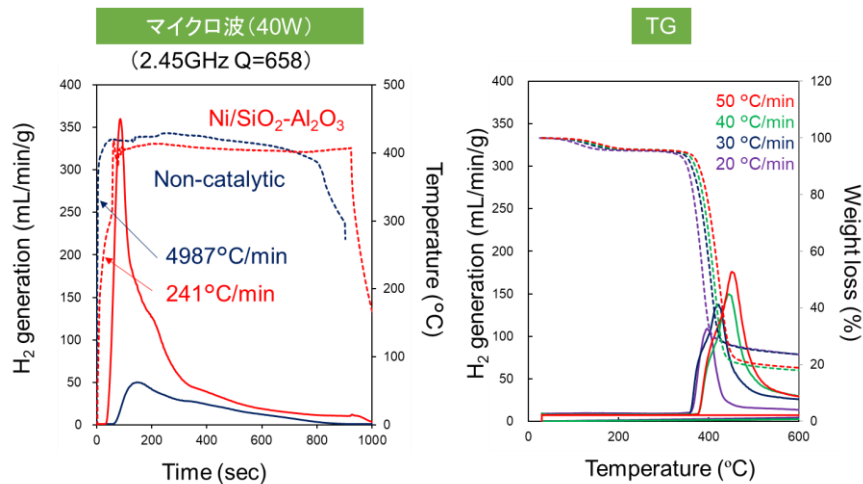 マイクロ波（40W）
（2.45GHz Q=658）
H2 generation (mL/min/g)
400
350
300
250
200
150
100
50
0
Ni/SiO2-Al2O3
Non-catalytic
4987°C/min
241°C/min
500
400
300
200
100
0
Temperature (°C)
0 200 400 600 800 1000
Time (sec)
TG
H2 generation (mL/min/g)
400
350
300
250
200
150
100
50
0
50 °C/min
40 °C/min
30 °C/min
20 °C/min
120
100
80
60
40
20
0
Weight loss (%)
0 200 400 600
Temperature (°C)